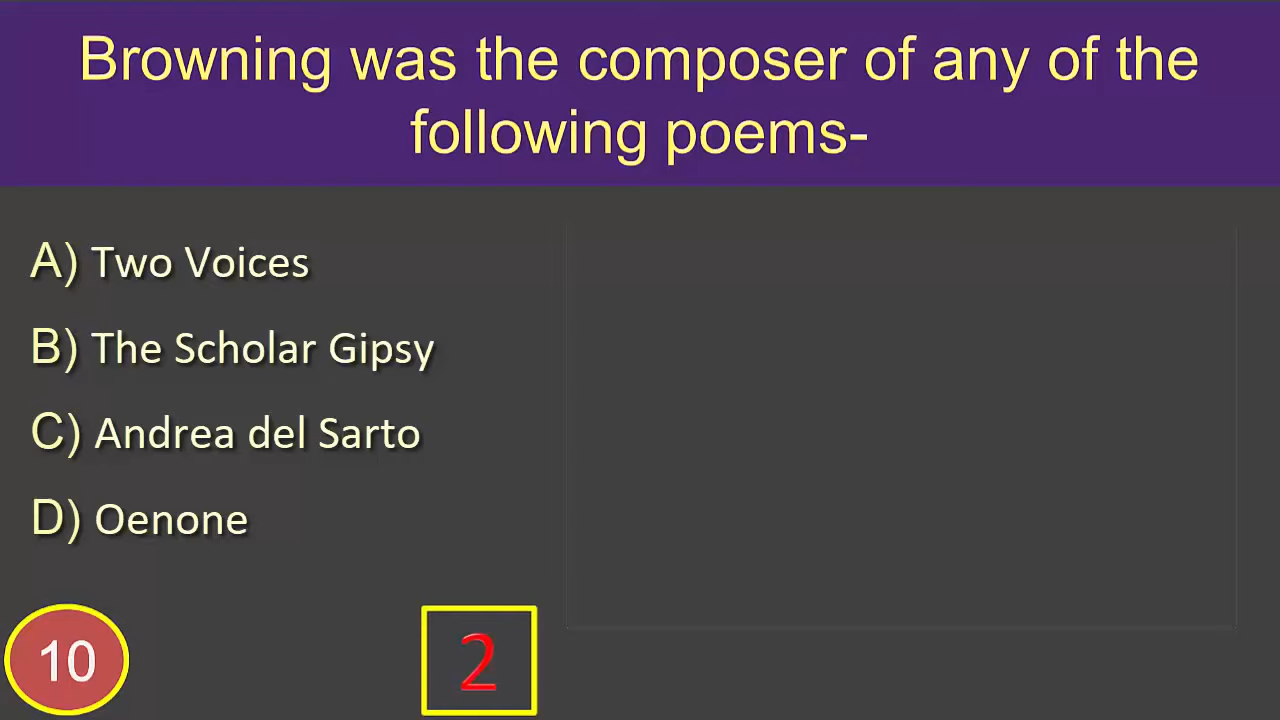 Browning was the composer of any of the
following poems-
A) Two Voices
B) The Scholar Gipsy
C) Andrea del Sarto
D) Oenone
10
2